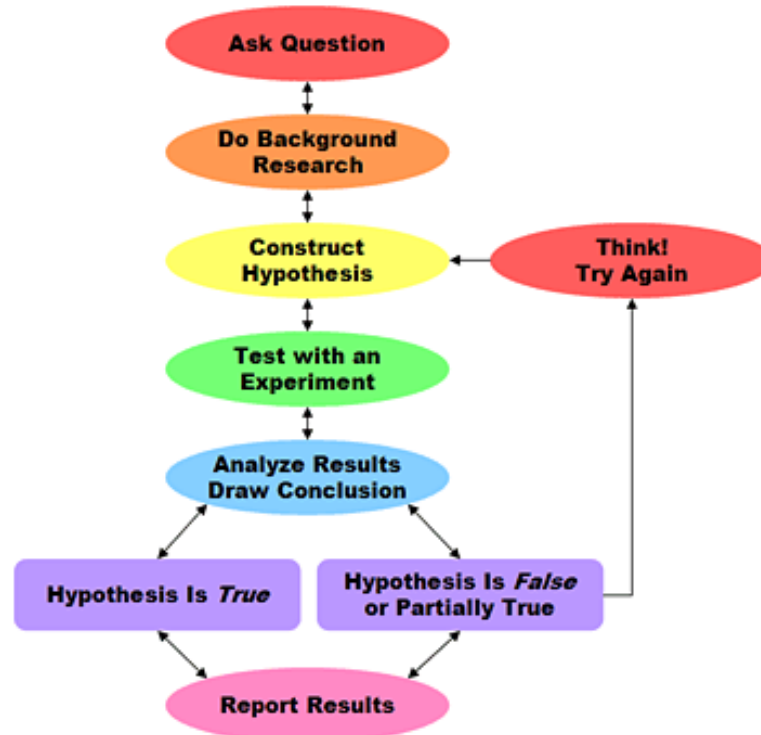 Ask Question
Do Background
Research
Construct
Hypothesis
Think!
Try Again
Test with an
Experiment
Analyze Results
Draw Conclusion
Hypothesis Is True
Hypothesis Is False
or Partially True
Report Results